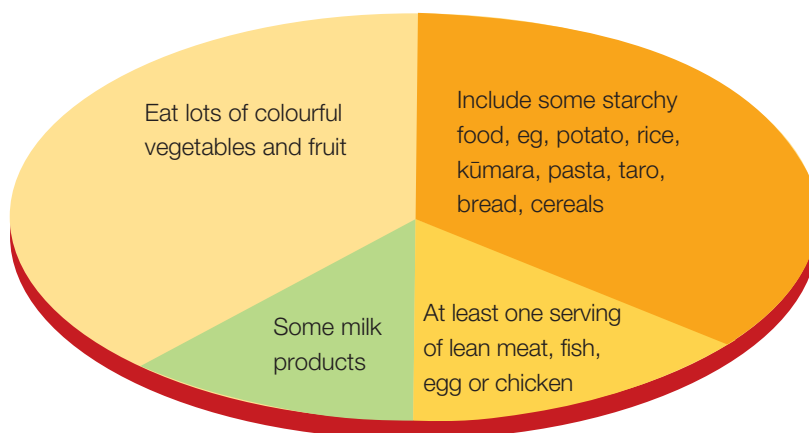 Eat lots of colourful
vegetables and fruit
Include some starchy
food, eg, potato, rice,
kūmara, pasta, taro,
bread, cereals
Some milk
products
At least one serving
of lean meat, fish,
egg or chicken